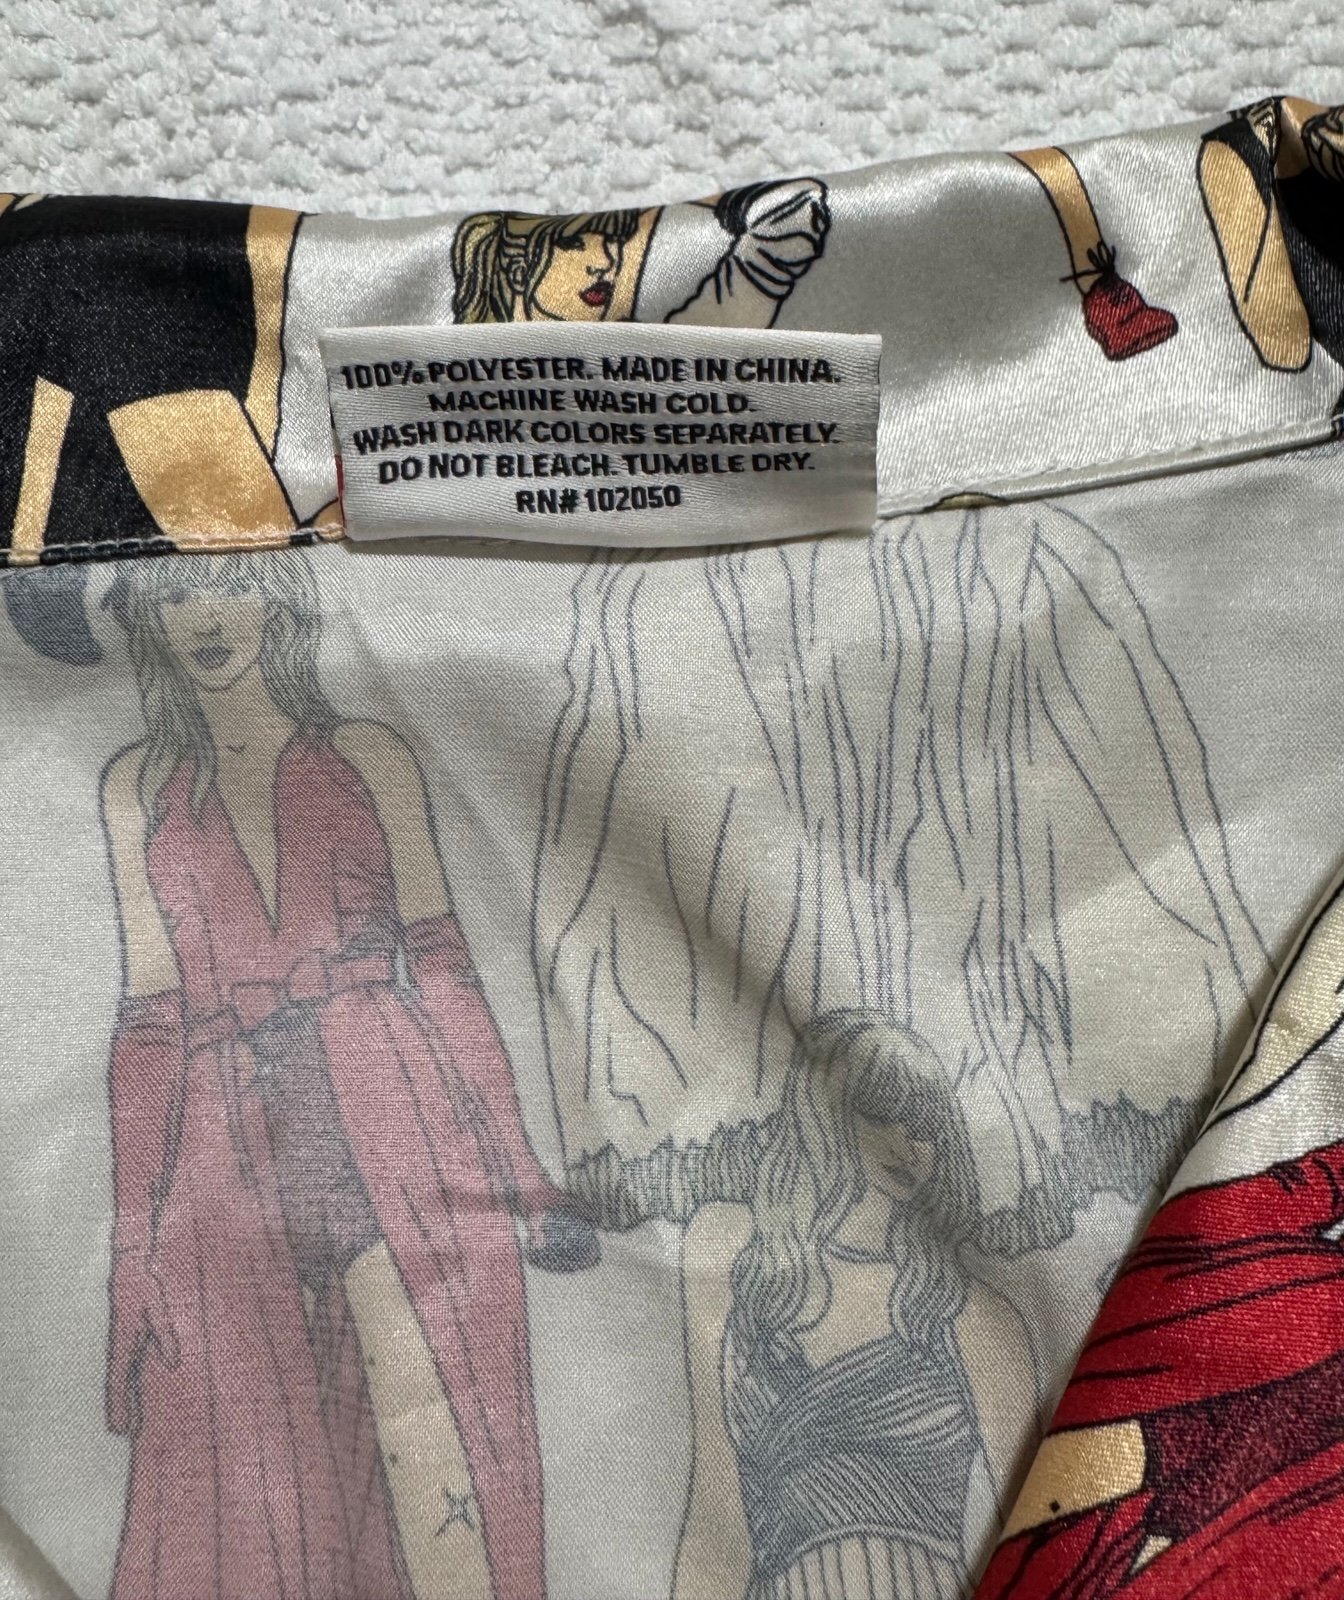 100% POLYESTER. MADE IN CHINA.
MACHINE WASH COLD.
WASH DARK COLORS SEPARATELY.
DO NOT BLEACH. TUMBLE DRY.
RN# 102050